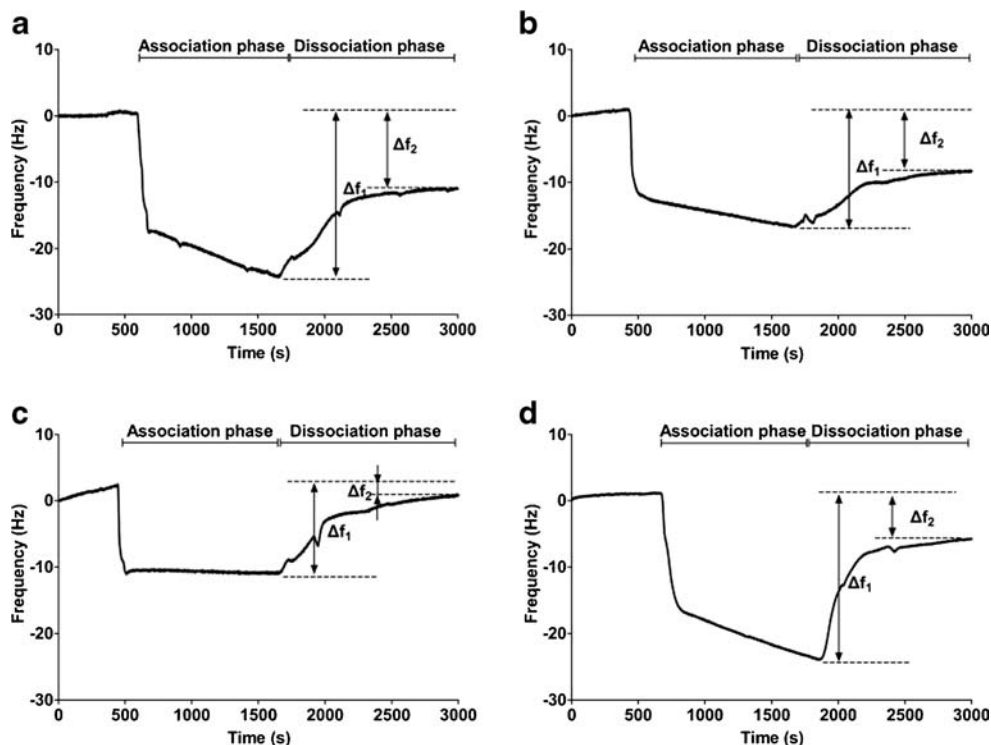 a
Association phase Dissociation phase
10
0
-10
-20
-30
Frequency (Hz)
Δf1
Δf2
0 500 1000 1500 2000 2500 3000
Time (s)
b
Association phase Dissociation phase
10
0
-10
-20
-30
Frequency (Hz)
Δf1
Δf2
0 500 1000 1500 2000 2500 3000
Time (s)
c
Association phase Dissociation phase
10
0
-10
-20
-30
Frequency (Hz)
Δf2
Δf1
0 500 1000 1500 2000 2500 3000
Time (s)
d
Association phase Dissociation phase
10
0
-10
-20
-30
Frequency (Hz)
Δf2
Δf1
0 500 1000 1500 2000 2500 3000
Time (s)